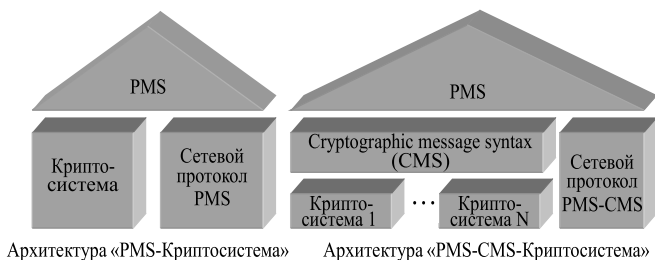 PMS
Крипто-
система
Сетевой
протокол
PMS
Архитектура «PMS-Криптосистема»
PMS
Cryptographic message syntax
(CMS)
Крипто-
система 1
...
Крипто-
система N
Сетевой
протокол
PMS-CMS
Архитектура «PMS-CMS-Криптосистема»